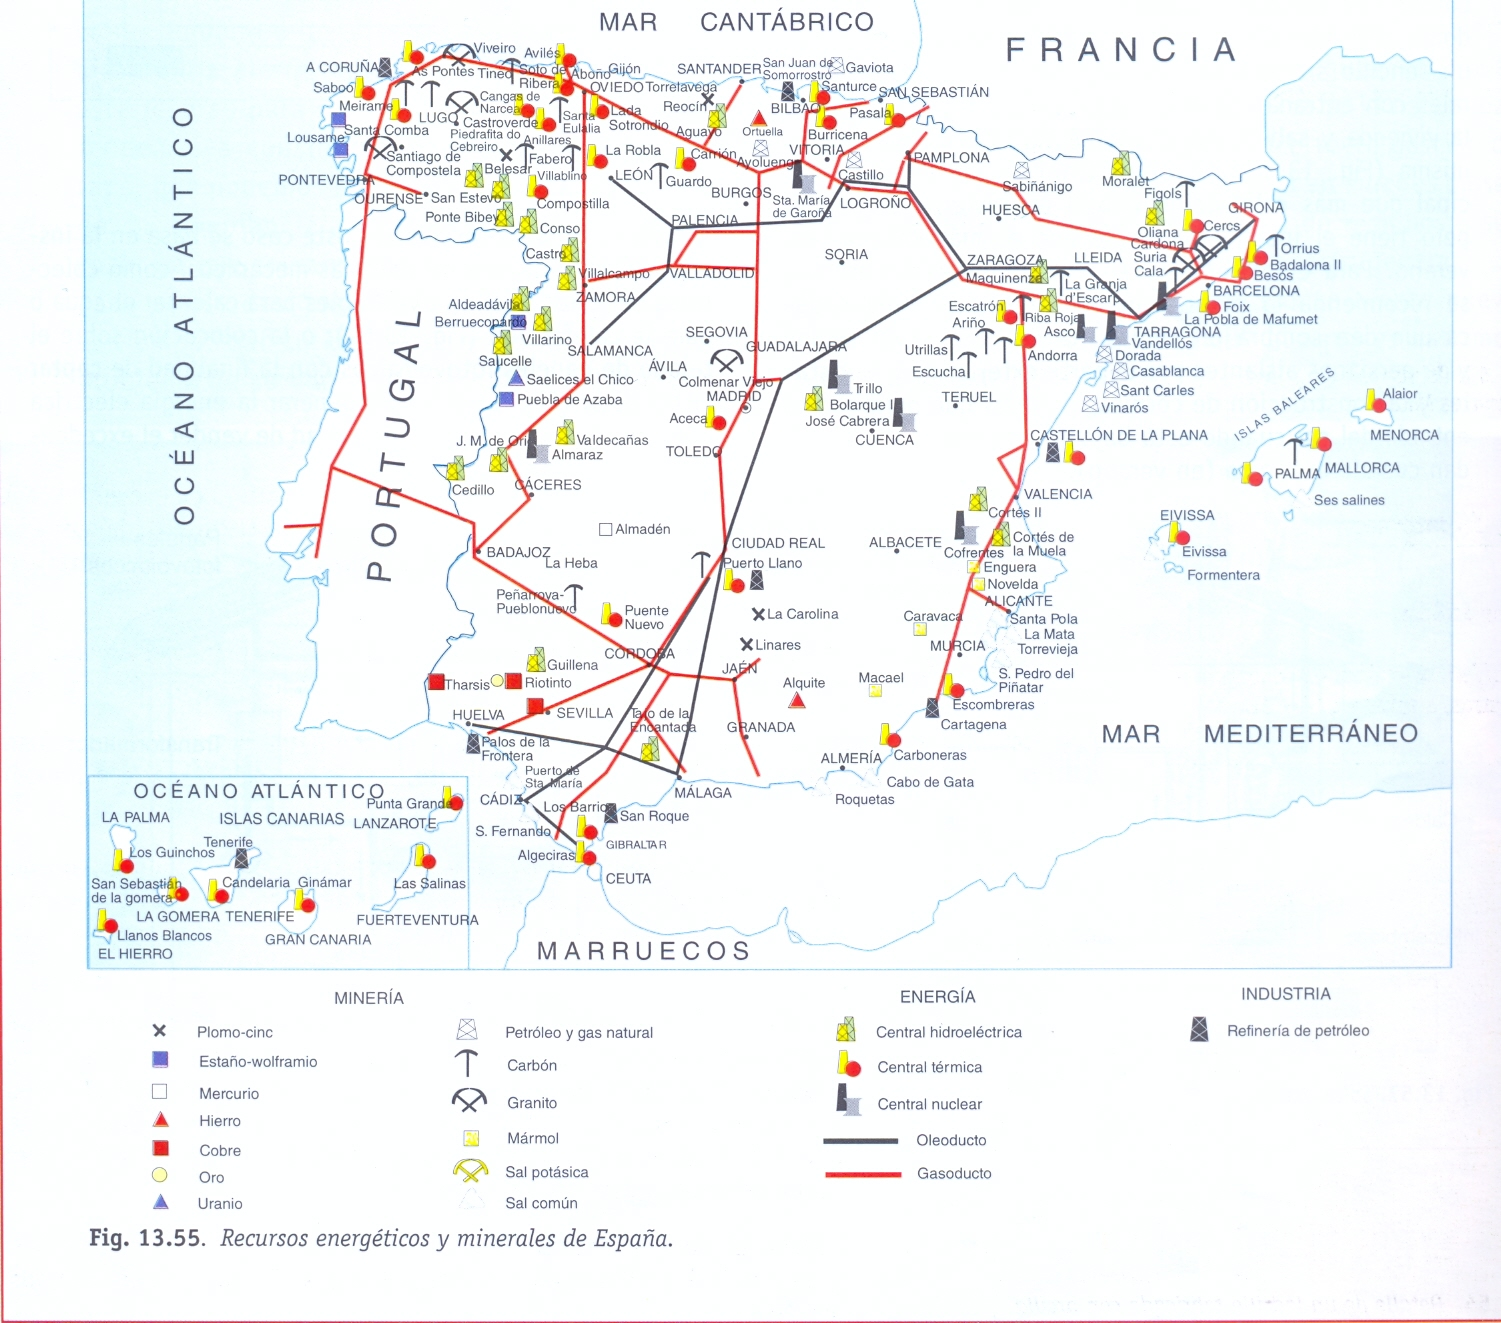 MAR CANTÁBRICO
FRANCIA
OCÉANO ATLÁNTICO
PORTUGAL
MAR MEDITERRÁNEO
MARRUECOS
ISLAS BALEARES
A CORUÑA
As Pontes
Viveiro
Tineo
Avilés
Soto de
Ribera
Aboño
Gijón
OVIEDO
Torrelavega
SANTANDER
San Juan de
Somorrostro
Gaviota
Santurce
SAN SEBASTIÁN
Meirama
LUGO
Cangas de
Narcea
Castroverde
Santa
Eulalia
Lada
Sotrondio
Reocín
Aguayo
Ortuella
BILBAO
Burricena
Pasala
Lousame
Santa Comba
Piedrafita do
Cebreiro
Anillares
Santiago de
Compostela
Belesar
Fabero
Villablino
La Robla
LEÓN
Guardo
Carrión
Avoluengo
VITORIA
Castillo
PAMPLONA
Sabiñánigo
Moralet
Figols
PONTEVEDRA
OURENSE
San Estevo
Ponte Bibey
Conso
Compostilla
BURGOS
Sta. María
de Garoña
LOGROÑO
HUESCA
Oliana
Cercs
GIRONA
PALENCIA
Castro
Villalcampo
ZAMORA
VALLADOLID
SORIA
ZARAGOZA
Maquinenza
LLEIDA
Cardona
Suria
Cala
Orrius
Badalona II
Besós
BARCELONA
Foix
La Pobla de Mafumet
La Granja
d'Escarp
Aldeadávila
Berruecopardo
Villarino
Saucelle
SALAMANCA
SEGOVIA
ÁVILA
GUADALAJARA
Escatrón
Ariño
Riba Roja
Asco
TARRAGONA
Vandellós
Utrillas
Escucha
Andorra
Dorada
Casablanca
Sant Carles
Vinarós
Saelices el Chico
Puebla de Azaba
Colmenar Viejo
MADRID
Trillo
Bolarque I
José Cabrera
CUENCA
TERUEL
Aceca
TOLEDO
J. M. de Oriol
Almaraz
Valdecañas
Cedillo
CÁCERES
CASTELLÓN DE LA PLANA
VALENCIA
Alaior
MENORCA
PALMA
MALLORCA
Ses salines
EIVISSA
Eivissa
Formentera
Almadén
BADAJOZ
La Heba
CIUDAD REAL
Puerto Llano
ALBACETE
Cortés II
Cofrentes
Cortés de
la Muela
Enguera
Novelda
ALICANTE
Peñarroya-
Pueblonuevo
Puente
Nuevo
La Carolina
Linares
Caravaca
MURCIA
Santa Pola
La Mata
Torrevieja
S. Pedro del
Piñatar
Guillena
CÓRDOBA
JAÉN
Alquite
Macael
Escombreras
Cartagena
Tharsis
Riotinto
HUELVA
SEVILLA
Tajo de la
Encantada
GRANADA
Palos de la
Frontera
ALMERÍA
Carboneras
Cabo de Gata
Roquetas
Puerto de
Sta. María
CÁDIZ
MÁLAGA
Los Barrios
San Roque
S. Fernando
Algeciras
GIBRALTAR
CEUTA
OCÉANO ATLÁNTICO
LA PALMA
ISLAS CANARIAS
Punta Grande
LANZAROTE
Los Guinchos
Tenerife
San Sebastián
de la gomera
Candelaria
Ginámar
Las Salinas
LA GOMERA
TENERIFE
FUERTEVENTURA
Llanos Blancos
EL HIERRO
GRAN CANARIA
MINERÍA
Plomo-cinc
Estaño-wolframio
Mercurio
Hierro
Cobre
Oro
Uranio
Petróleo y gas natural
Carbón
Granito
Mármol
Sal potásica
Sal común
ENERGÍA
Central hidroeléctrica
Central térmica
Central nuclear
Oleoducto
Gasoducto
INDUSTRIA
Refinería de petróleo
Fig. 13.55. Recursos energéticos y minerales de España.